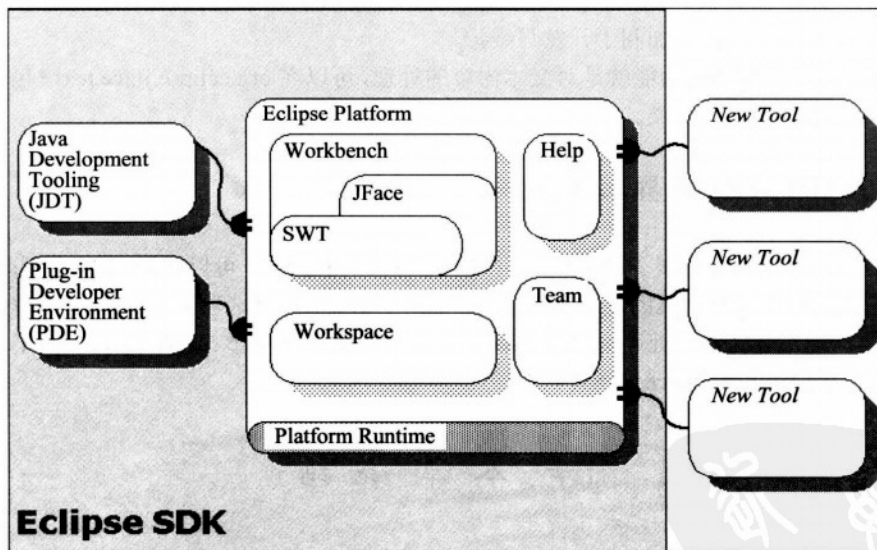 Eclipse Platform
Java
Development
Tooling
(JDT)
Workbench
JFace
SWT
Help
New Tool
Plug-in
Developer
Environment
(PDE)
Workspace
Team
New Tool
New Tool
Platform Runtime
Eclipse SDK